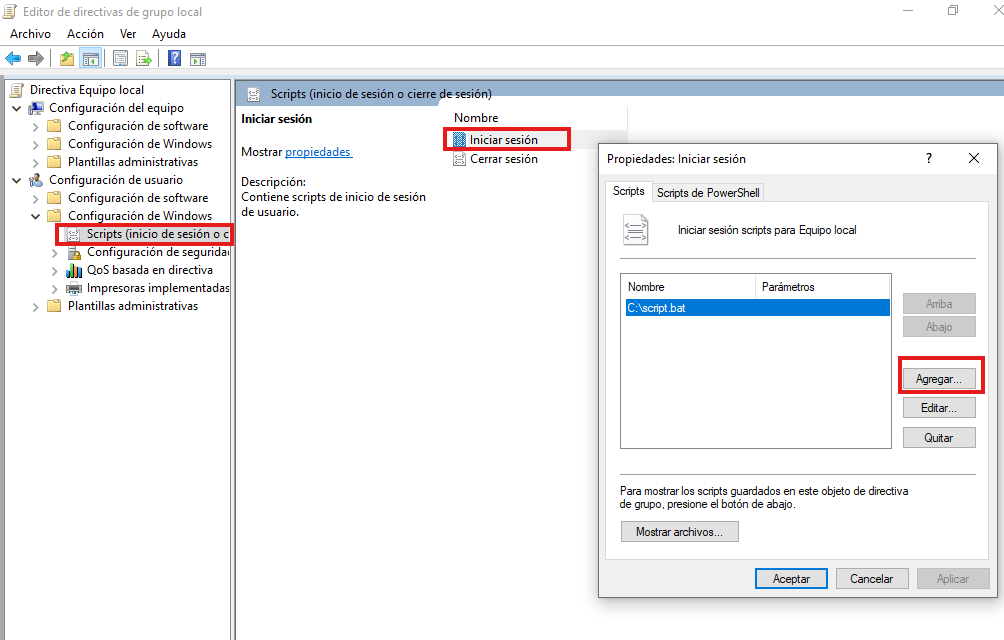 Editor de directivas de grupo local
Archivo Acción Ver Ayuda
Directiva Equipo local
Configuración del equipo
Configuración de software
Configuración de Windows
Plantillas administrativas
Configuración de usuario
Configuración de software
Configuración de Windows
Scripts (inicio de sesión o c
Configuración de seguridad
QoS basada en directiva
Impresoras implementadas
Plantillas administrativas
Scripts (inicio de sesión o cierre de sesión)
Iniciar sesión
Mostrar propiedades
Descripción:
Contiene scripts de inicio de sesión
de usuario.
Nombre
Iniciar sesión
Cerrar sesión
Propiedades: Iniciar sesión
?
Scripts Scripts de PowerShell
Iniciar sesión scripts para Equipo local
Nombre Parámetros
C:\script.bat
Arriba
Abajo
Agregar...
Editar...
Quitar
Para mostrar los scripts guardados en este objeto de directiva
de grupo, presione el botón de abajo.
Mostrar archivos...
Aceptar Cancelar Aplicar